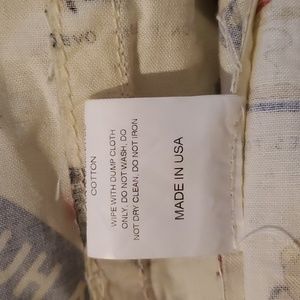 COTTON
WIPE WITH DUMP CLOTH
ONLY. DO NOT WASH. DO
NOT DRY CLEAN. DO NOT IRON
MADE IN USA